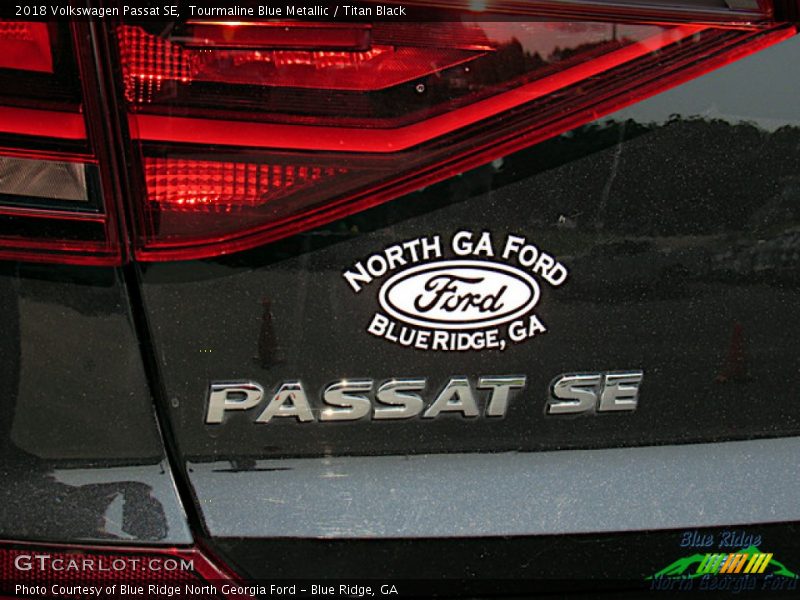 2018 Volkswagen Passat SE,  Tourmaline Blue Metallic / Titan Black
NORTH GA FORD
Ford
BLUE RIDGE, GA
PASSAT SE
Blue Ridge
North Georgia Ford
GTCARLOT.COM
Photo Courtesy of Blue Ridge North Georgia Ford – Blue Ridge, GA